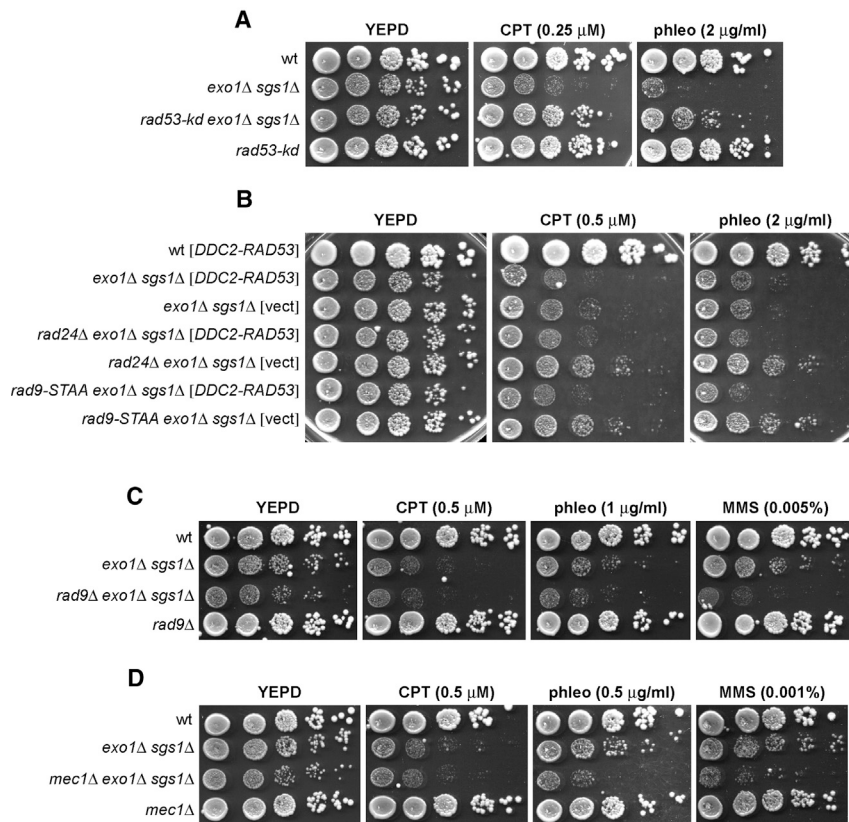 A
YEPD CPT (0.25 μM) phleo (2 μg/ml)
wt
exo1Δ sgs1Δ
rad53-kd exo1Δ sgs1Δ
rad53-kd
B
YEPD CPT (0.5 μM) phleo (2 μg/ml)
wt [DDC2-RAD53]
exo1Δ sgs1Δ [DDC2-RAD53]
exo1Δ sgs1Δ [vect]
rad24Δ exo1Δ sgs1Δ [DDC2-RAD53]
rad24Δ exo1Δ sgs1Δ [vect]
rad9-STAA exo1Δ sgs1Δ [DDC2-RAD53]
rad9-STAA exo1Δ sgs1Δ [vect]
C
YEPD CPT (0.5 μM) phleo (1 μg/ml) MMS (0.005%)
wt
exo1Δ sgs1Δ
rad9Δ exo1Δ sgs1Δ
rad9Δ
D
YEPD CPT (0.5 μM) phleo (0.5 μg/ml) MMS (0.001%)
wt
exo1Δ sgs1Δ
mec1Δ exo1Δ sgs1Δ
mec1Δ